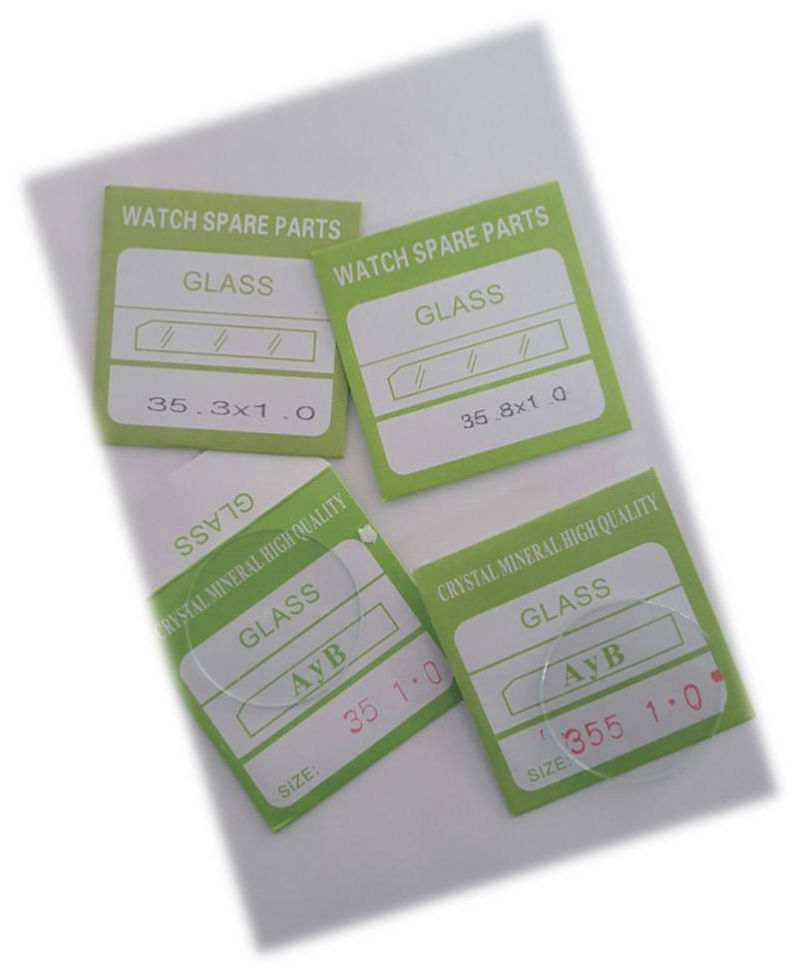 WATCH SPARE PARTS
GLASS
35.3x1.0
WATCH SPARE PARTS
GLASS
35.8x1.0
GLASS
CRYSTAL MINERAL HIGH QUALITY
GLASS
AyB
35 1·0
SIZE:
CRYSTAL MINERAL HIGH QUALITY
GLASS
AyB
355 1·0
SIZE: